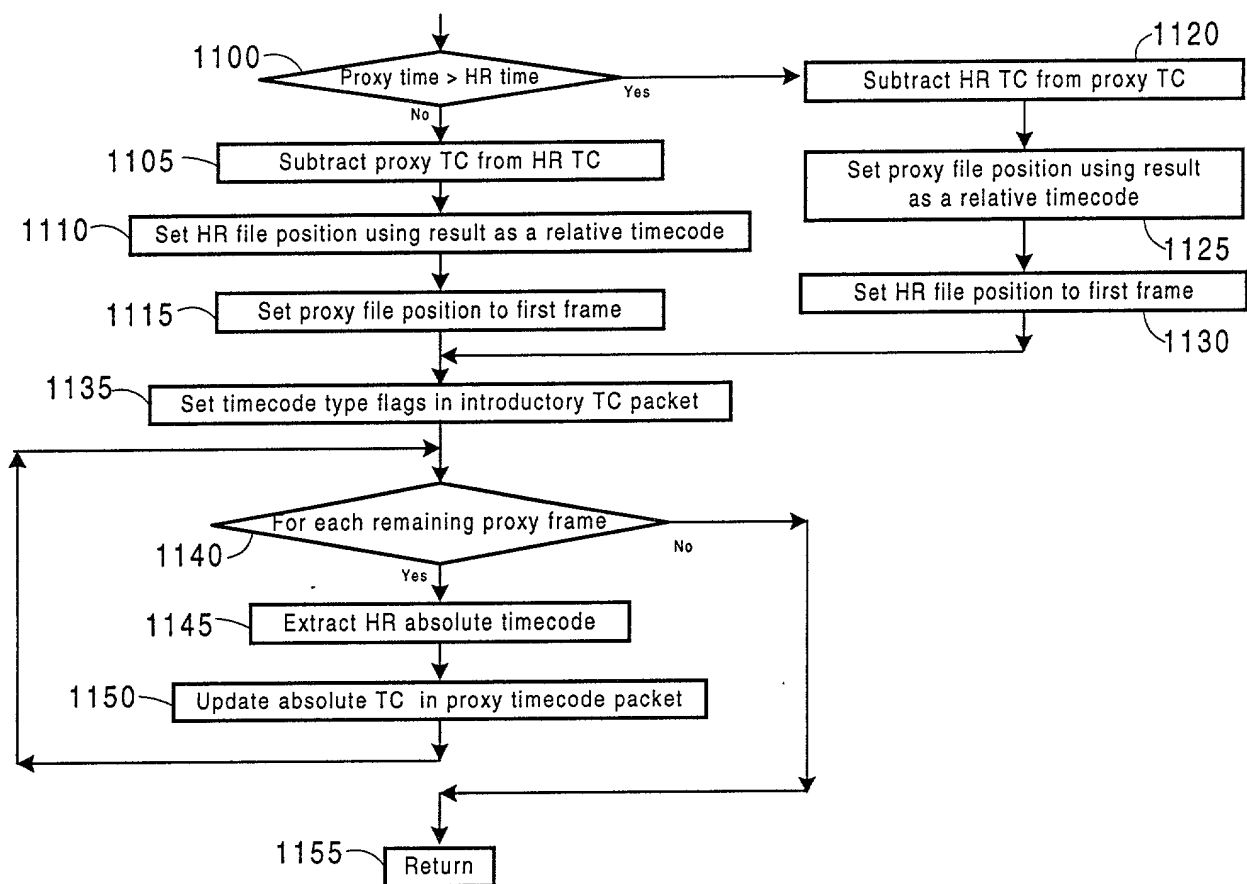 1100
Proxy time > HR time
Yes
No
1120
Subtract HR TC from proxy TC
1105
Subtract proxy TC from HR TC
Set proxy file position using result
as a relative timecode
1125
1110
Set HR file position using result as a relative timecode
Set HR file position to first frame
1130
1115
Set proxy file position to first frame
1135
Set timecode type flags in introductory TC packet
For each remaining proxy frame
1140
No
Yes
1145
Extract HR absolute timecode
1150
Update absolute TC in proxy timecode packet
1155
Return